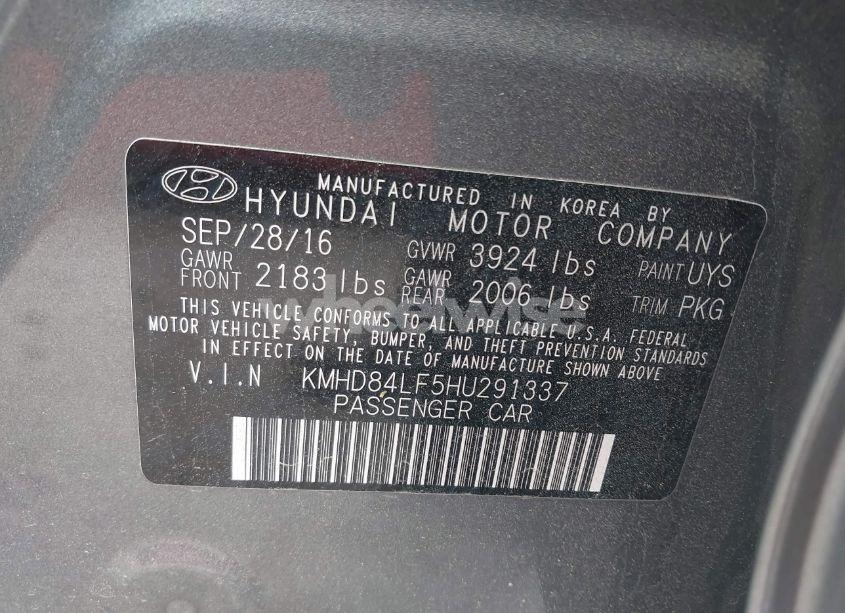 MANUFACTURED IN KOREA BY
HYUNDAI MOTOR COMPANY
SEP/28/16 GVWR 3924 lbs PAINT UYS
GAWR FRONT 2183 lbs GAWR REAR 2006 lbs TRIM PKG
THIS VEHICLE CONFORMS TO ALL APPLICABLE U.S.A. FEDERAL
MOTOR VEHICLE SAFETY, BUMPER, AND THEFT PREVENTION STANDARDS
IN EFFECT ON THE DATE OF MANUFACTURE SHOWN ABOVE
V.I.N KMHD84LF5HU291337
PASSENGER CAR
wheelwise